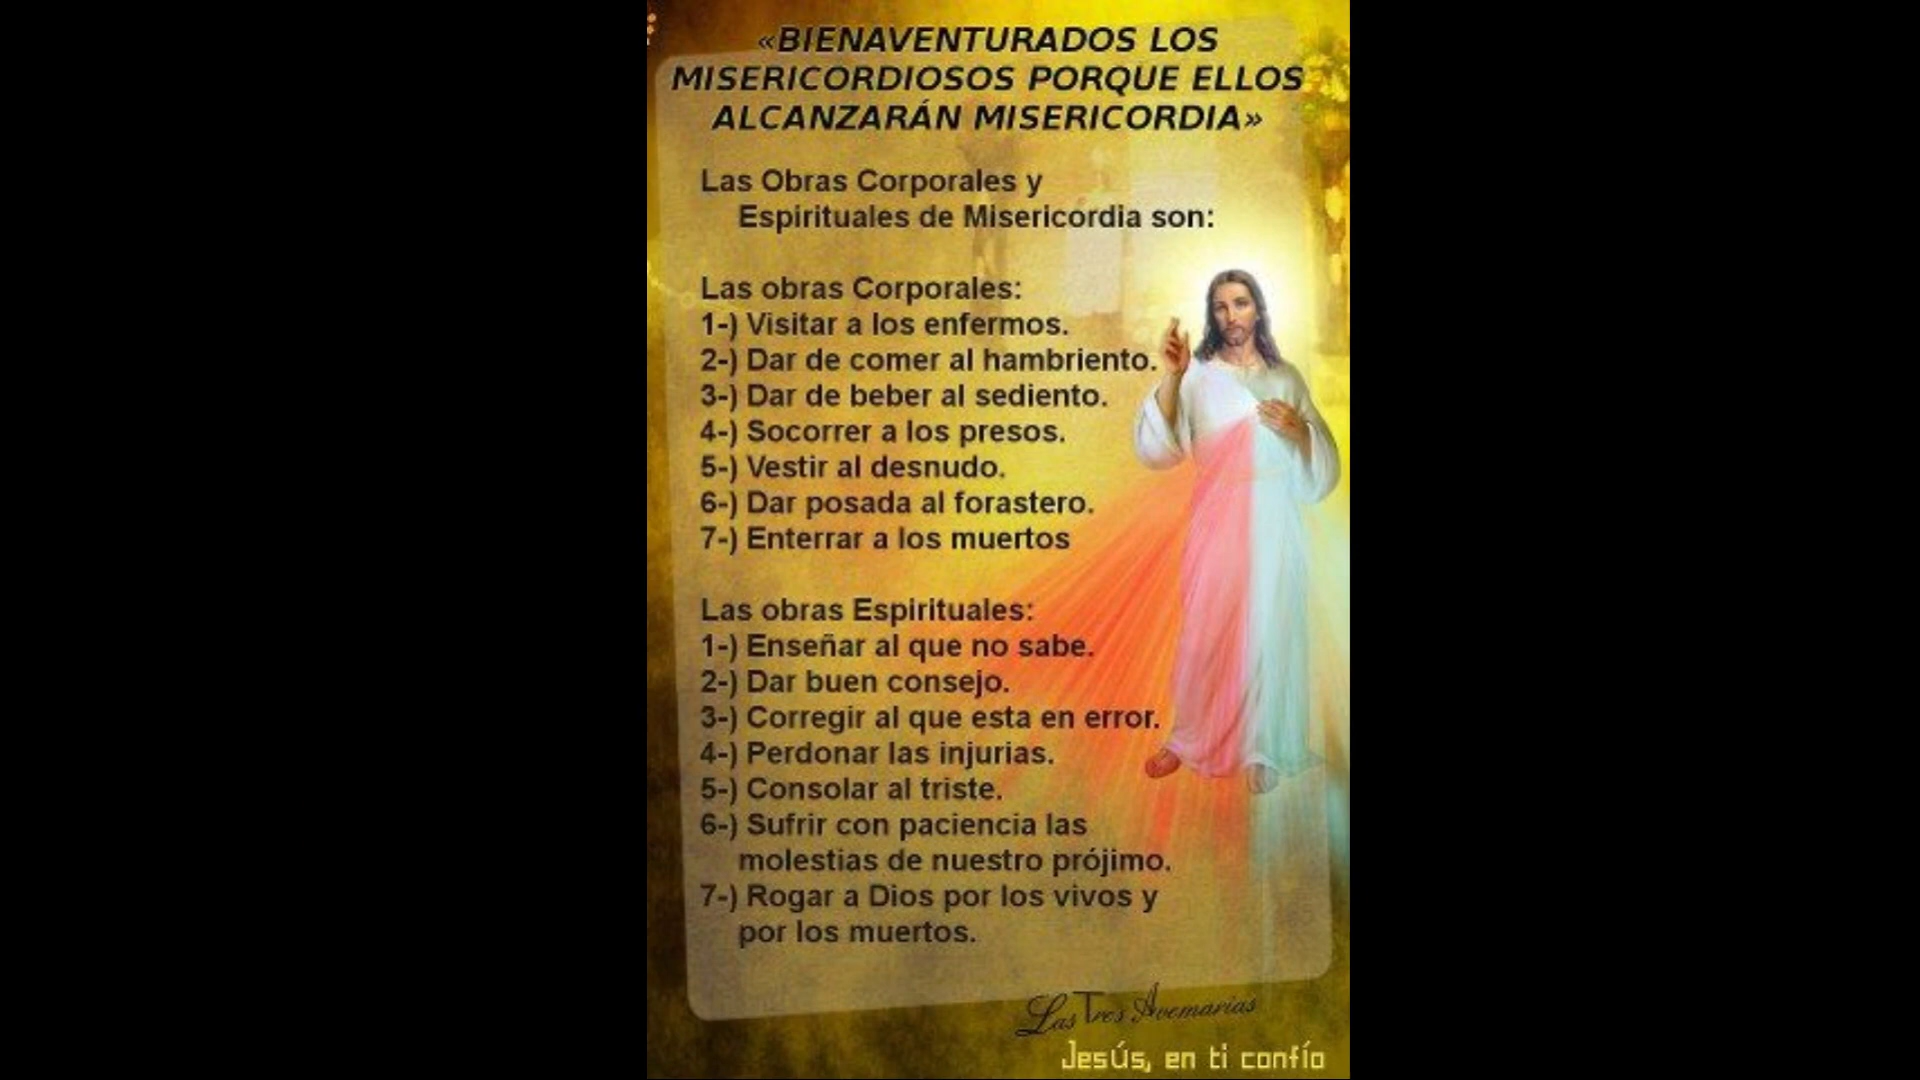 «BIENAVENTURADOS LOS
MISERICORDIOSOS PORQUE ELLOS
ALCANZARÁN MISERICORDIA»
Las Obras Corporales y
Espirituales de Misericordia son:
Las obras Corporales:
1-) Visitar a los enfermos.
2-) Dar de comer al hambriento.
3-) Dar de beber al sediento.
4-) Socorrer a los presos.
5-) Vestir al desnudo.
6-) Dar posada al forastero.
7-) Enterrar a los muertos
Las obras Espirituales:
1-) Enseñar al que no sabe.
2-) Dar buen consejo.
3-) Corregir al que esta en error.
4-) Perdonar las injurias.
5-) Consolar al triste.
6-) Sufrir con paciencia las
molestias de nuestro prójimo.
7-) Rogar a Dios por los vivos y
por los muertos.
Las Tres Avemarías
Jesús, en ti confío